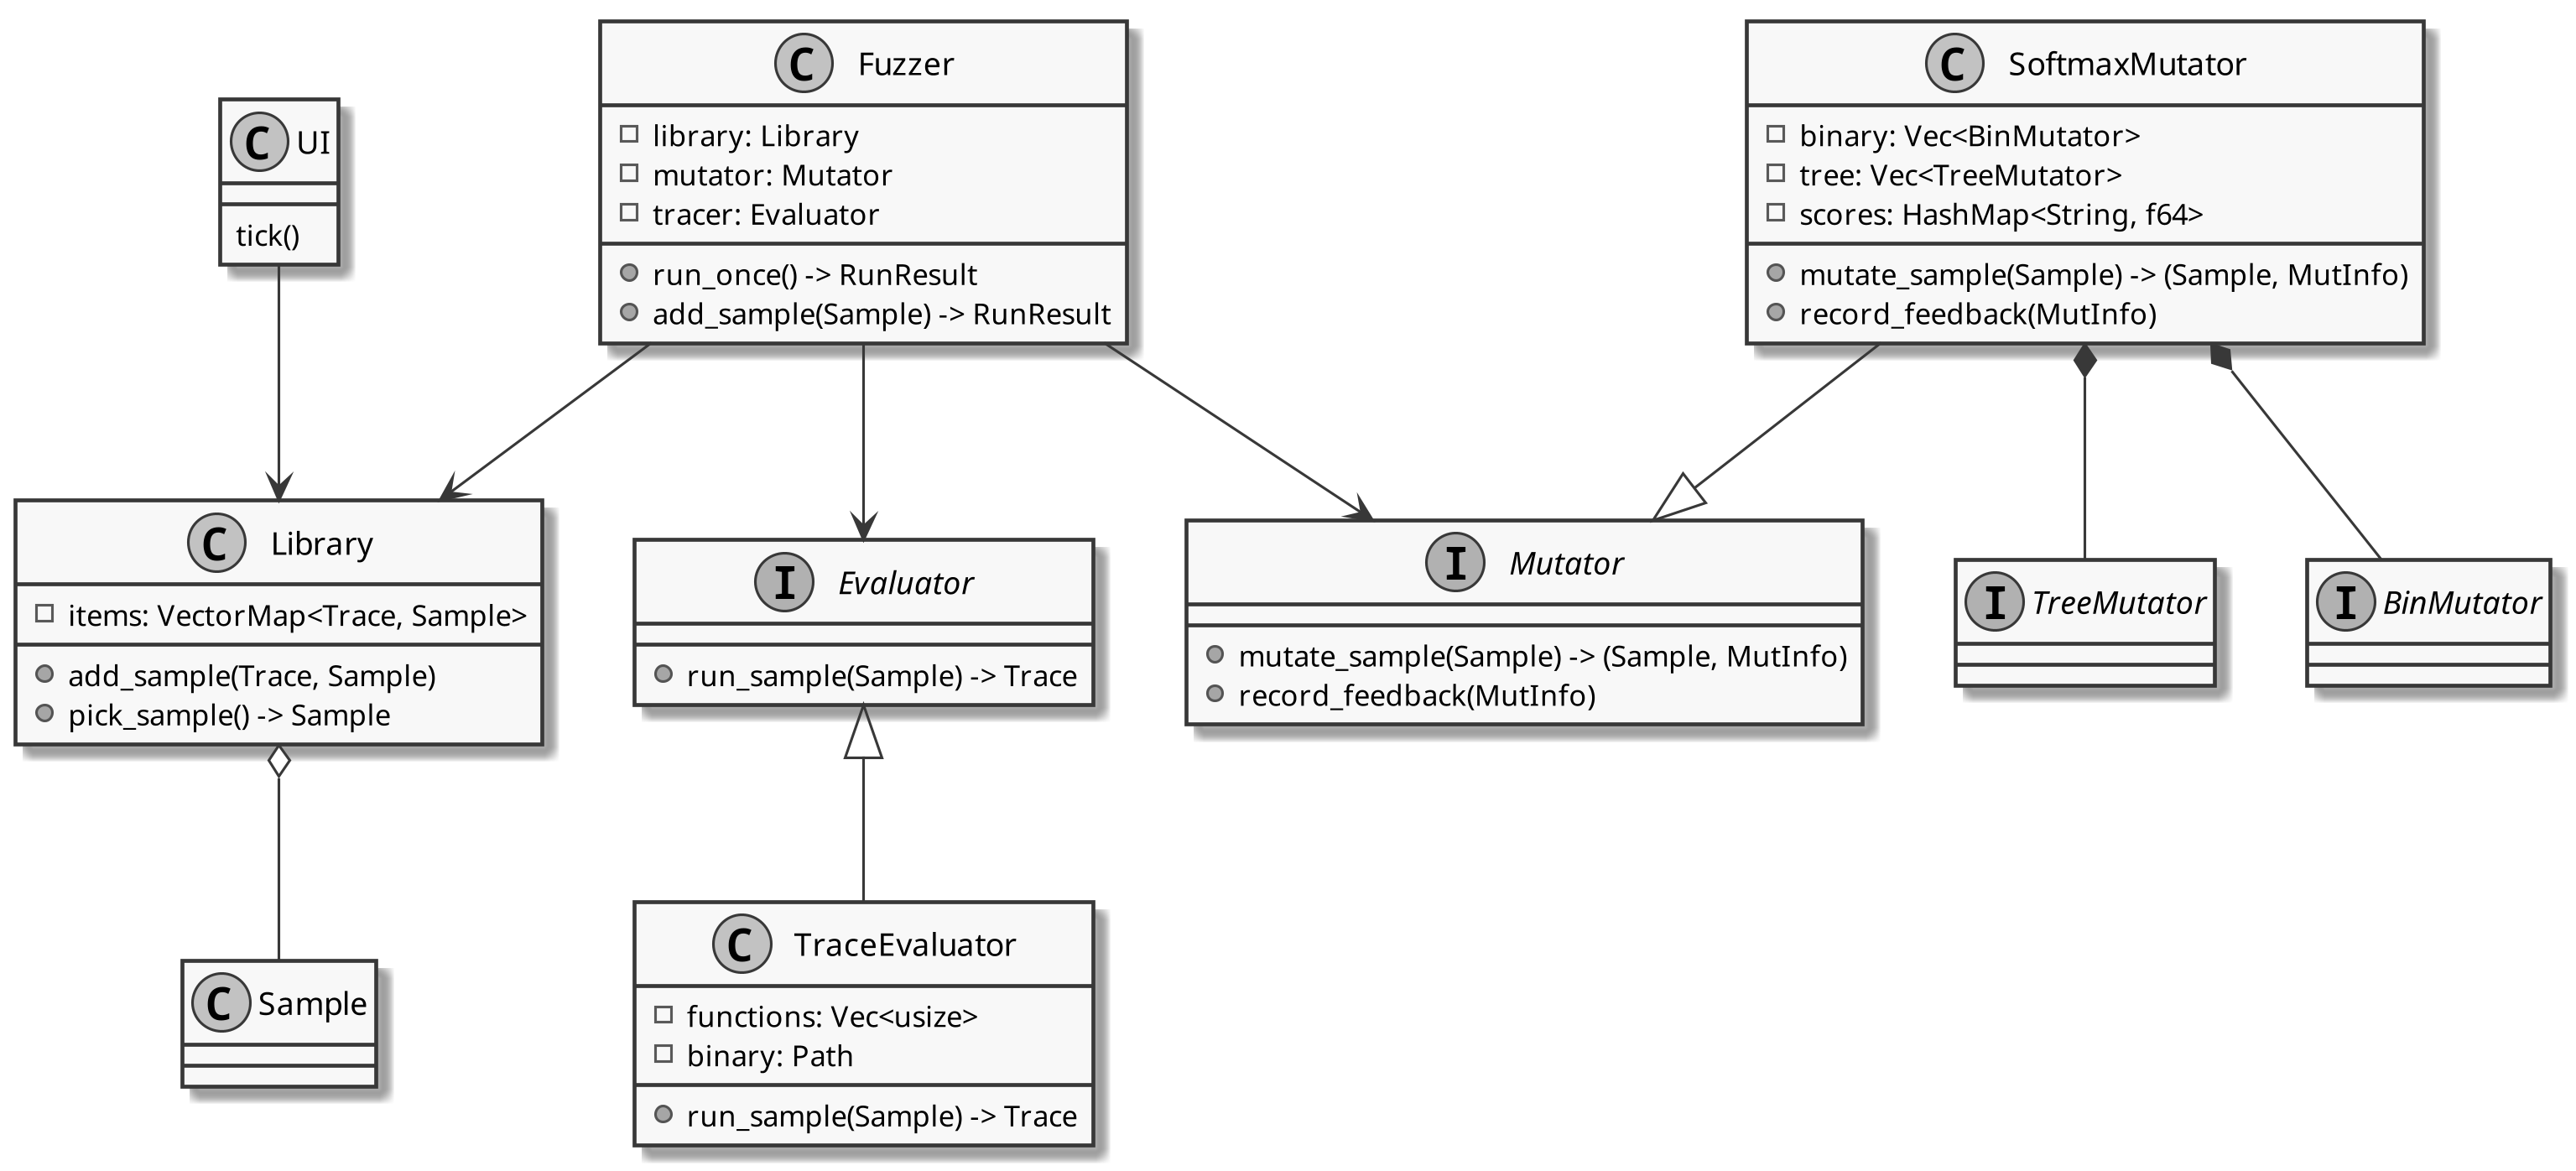 C Fuzzer
library: Library
mutator: Mutator
tracer: Evaluator
run_once() -> RunResult
add_sample(Sample) -> RunResult
C SoftmaxMutator
binary: Vec<BinMutator>
tree: Vec<TreeMutator>
scores: HashMap<String, f64>
mutate_sample(Sample) -> (Sample, MutInfo)
record_feedback(MutInfo)
C UI
tick()
C Library
items: VectorMap<Trace, Sample>
add_sample(Trace, Sample)
pick_sample() -> Sample
I Evaluator
run_sample(Sample) -> Trace
I Mutator
mutate_sample(Sample) -> (Sample, MutInfo)
record_feedback(MutInfo)
I TreeMutator
I BinMutator
C Sample
C TraceEvaluator
functions: Vec<usize>
binary: Path
run_sample(Sample) -> Trace